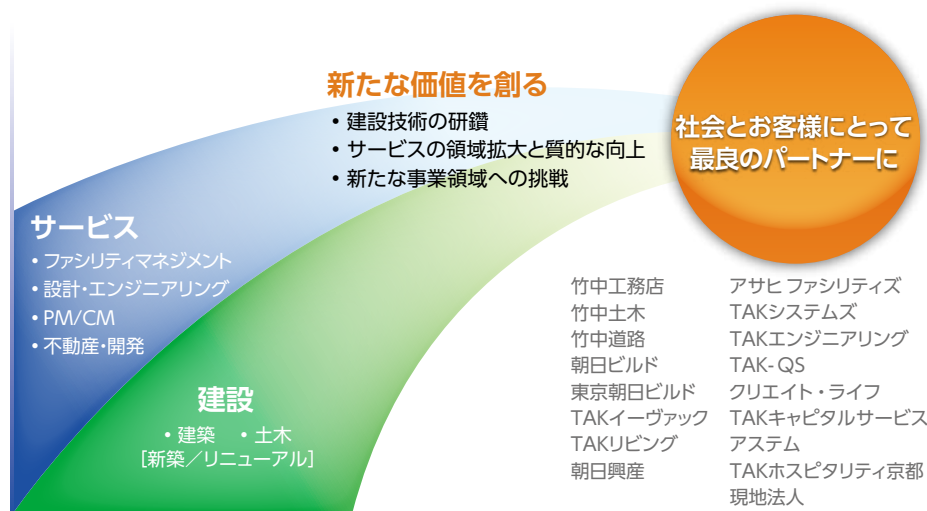 新たな価値を創る
・建設技術の研鑽
・サービスの領域拡大と質的な向上
・新たな事業領域への挑戦
社会とお客様にとって
最良のパートナーに
サービス
・ファシリティマネジメント
・設計・エンジニアリング
・PM/CM
・不動産・開発
建設
・建築 ・土木
[新築／リニューアル]
竹中工務店
竹中土木
竹中道路
朝日ビルド
東京朝日ビルド
TAKイーヴァック
TAKリビング
朝日興産
アサヒ ファシリティズ
TAKシステムズ
TAKエンジニアリング
TAK-QS
クリエイト・ライフ
TAKキャピタルサービス
アステム
TAKホスピタリティ京都
現地法人